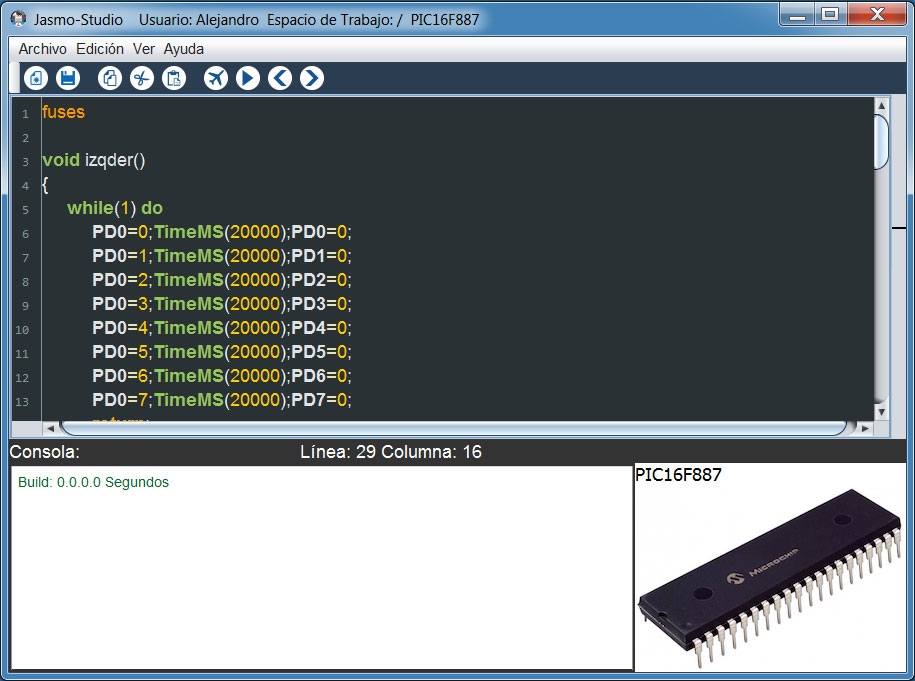 Jasmo-Studio Usuario: Alejandro Espacio de Trabajo: / PIC16F887
Archivo Edición Ver Ayuda
1 fuses
2
3 void izqder()
4 {
5 while(1) do
6 PD0=0;TimeMS(20000);PD0=0;
7 PD0=1;TimeMS(20000);PD1=0;
8 PD0=2;TimeMS(20000);PD2=0;
9 PD0=3;TimeMS(20000);PD3=0;
10 PD0=4;TimeMS(20000);PD4=0;
11 PD0=5;TimeMS(20000);PD5=0;
12 PD0=6;TimeMS(20000);PD6=0;
13 PD0=7;TimeMS(20000);PD7=0;
Consola: Línea: 29 Columna: 16
Build: 0.0.0.0 Segundos
PIC16F887
MICROCHIP